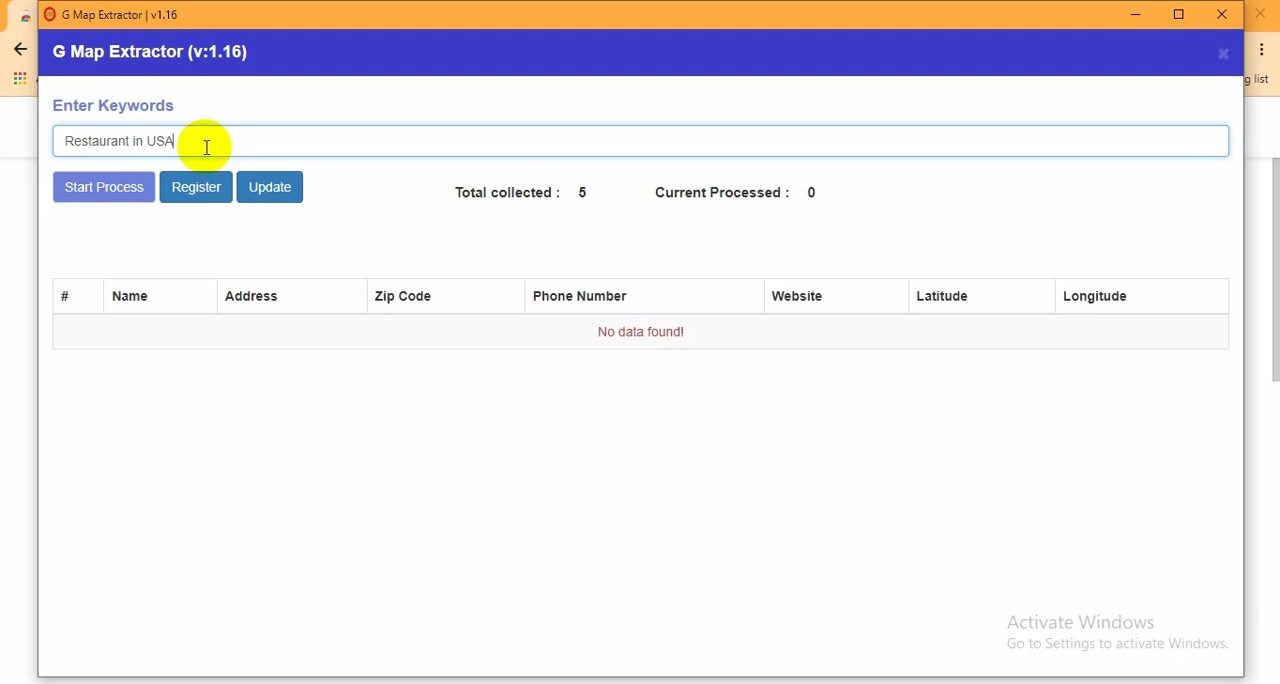 G Map Extractor | v1.16
G Map Extractor (v:1.16)
g list
Enter Keywords
Restaurant in USA
Start Process Register Update Total collected : 5 Current Processed : 0
# Name Address Zip Code Phone Number Website Latitude Longitude
No data found!
Activate Windows
Go to Settings to activate Windows.